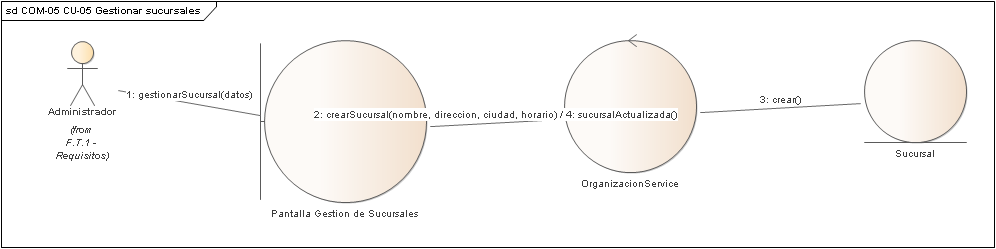 sd COM-05 CU-05 Gestionar sucursales
Administrador
(from
F.T.1 -
Requisitos)
1: gestionarSucursal(datos)
2: crearSucursal(nombre, direccion, ciudad, horario) / 4: sucursalActualizada()
3: crear()
Pantalla Gestion de Sucursales
OrganizacionService
Sucursal